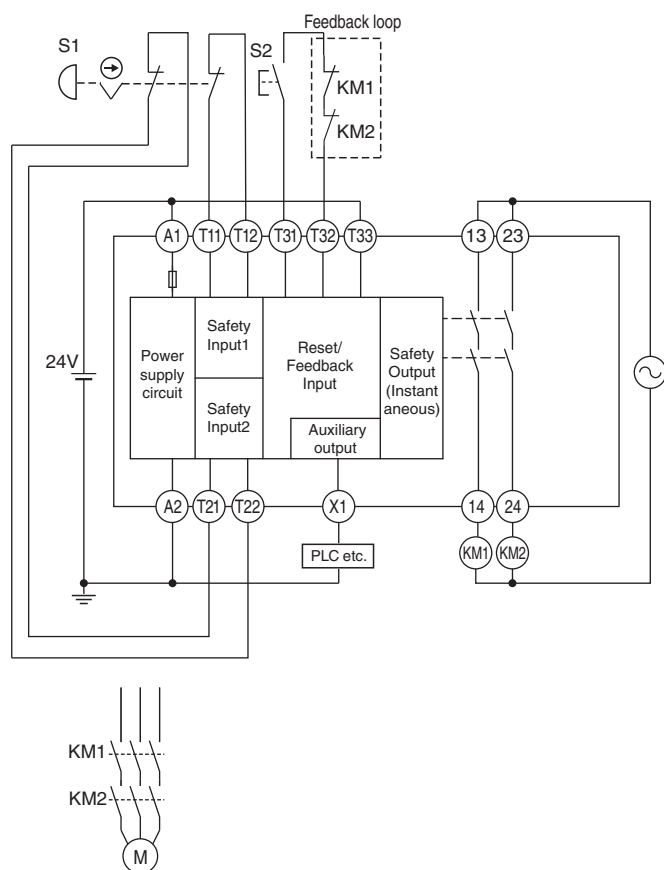 Feedback loop
S1
S2
KM1
KM2
A1
T11
T12
T31
T32
T33
13
23
24V
Power
supply
circuit
Safety
Input1
Safety
Input2
Reset/
Feedback
Input
Auxiliary
output
Safety
Output
(Instant
aneous)
A2
T21
T22
X1
14
24
PLC etc.
KM1
KM2
KM1
KM2
M